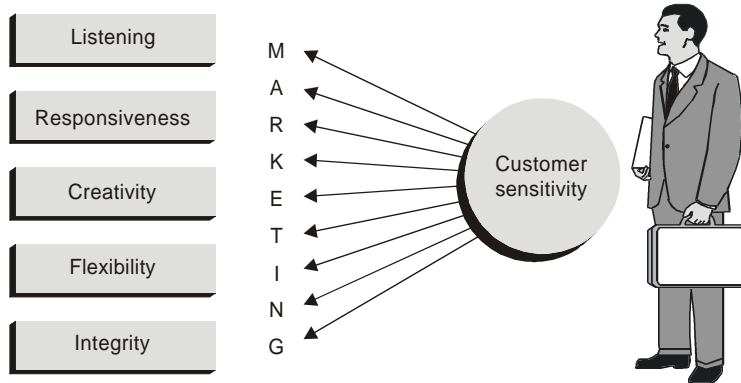 Listening
Responsiveness
Creativity
Flexibility
Integrity
M
A
R
K
E
T
I
N
G
Customer
sensitivity